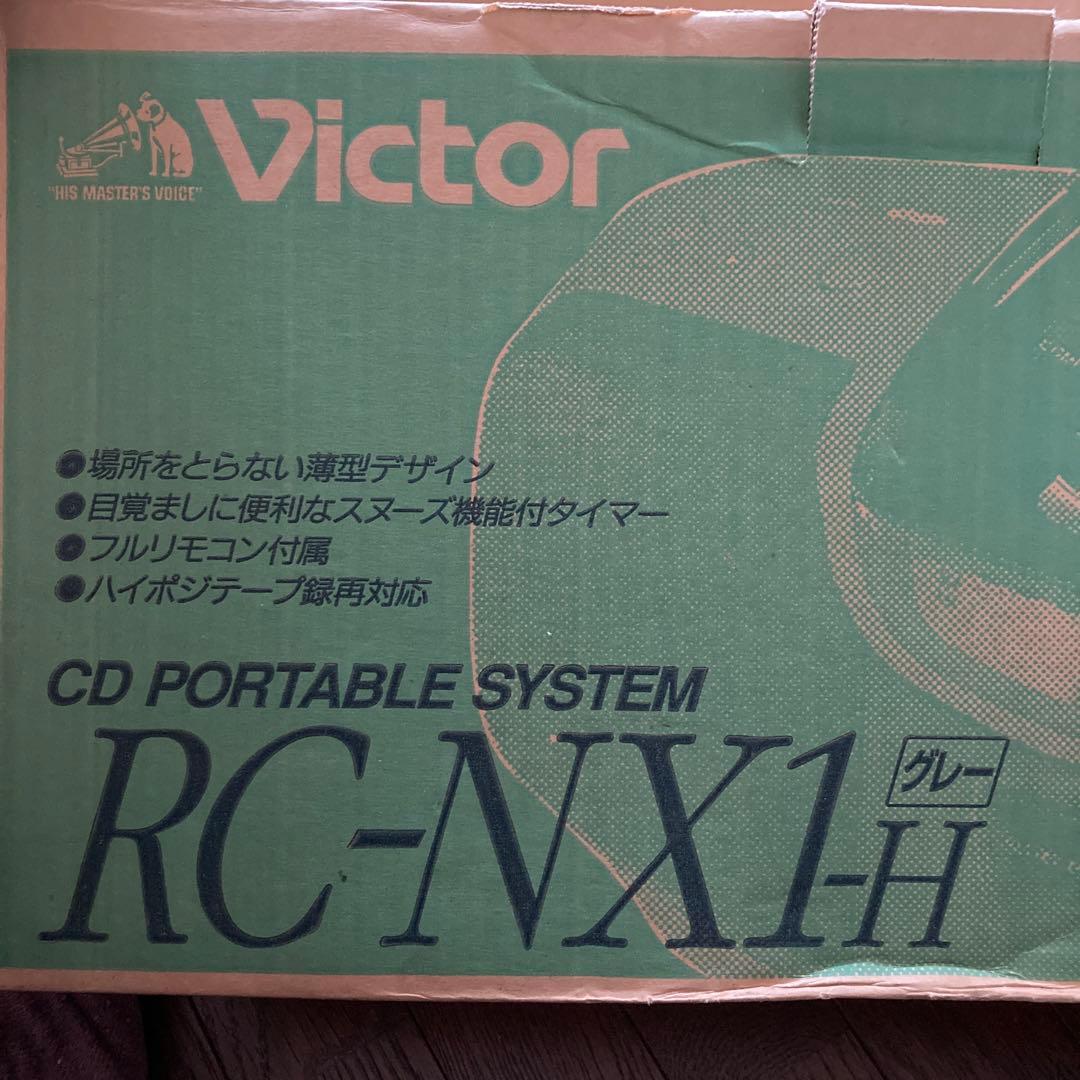 Victor
"HIS MASTER'S VOICE"
●場所をとらない薄型デザイン
●目覚ましに便利なスヌーズ機能付タイマー
●フルリモコン付属
●ハイポジテープ録再対応
CD PORTABLE SYSTEM
RC-NX1-H グレー